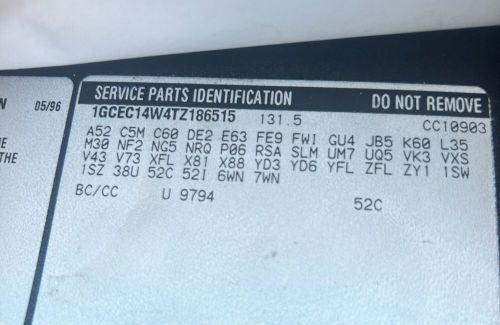 N 05/96
E
THE
SERVICE PARTS IDENTIFICATION DO NOT REMOVE
1GCEC14W4TZ186515 131.5 CC10903
A52 C5M C60 DE2 E63 FE9 FW1 GU4 JB5 K60 L35
M30 NF2 NG5 NRQ P06 RSA SLM UM7 UQ5 VK3 VXS
V43 V73 XFL X81 X88 YD3 YD6 YFL ZFL ZY1 1SW
1SZ 38U 52C 52I 6WN 7WN
BC/CC U 9794 52C